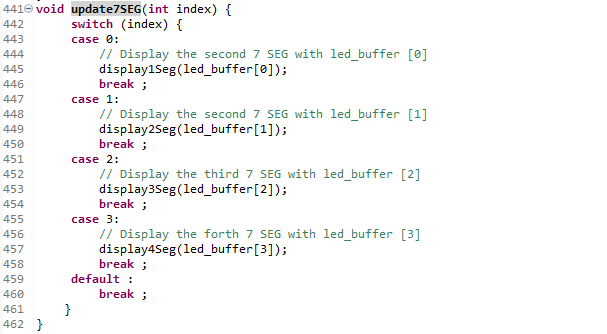 441 void update7SEG(int index) {
442     switch (index) {
443     case 0:
444         // Display the second 7 SEG with led_buffer [0]
445         display1Seg(led_buffer[0]);
446         break ;
447     case 1:
448         // Display the second 7 SEG with led_buffer [1]
449         display2Seg(led_buffer[1]);
450         break ;
451     case 2:
452         // Display the third 7 SEG with led_buffer [2]
453         display3Seg(led_buffer[2]);
454         break ;
455     case 3:
456         // Display the forth 7 SEG with led_buffer [3]
457         display4Seg(led_buffer[3]);
458         break ;
459     default :
460         break ;
461    }
462 }